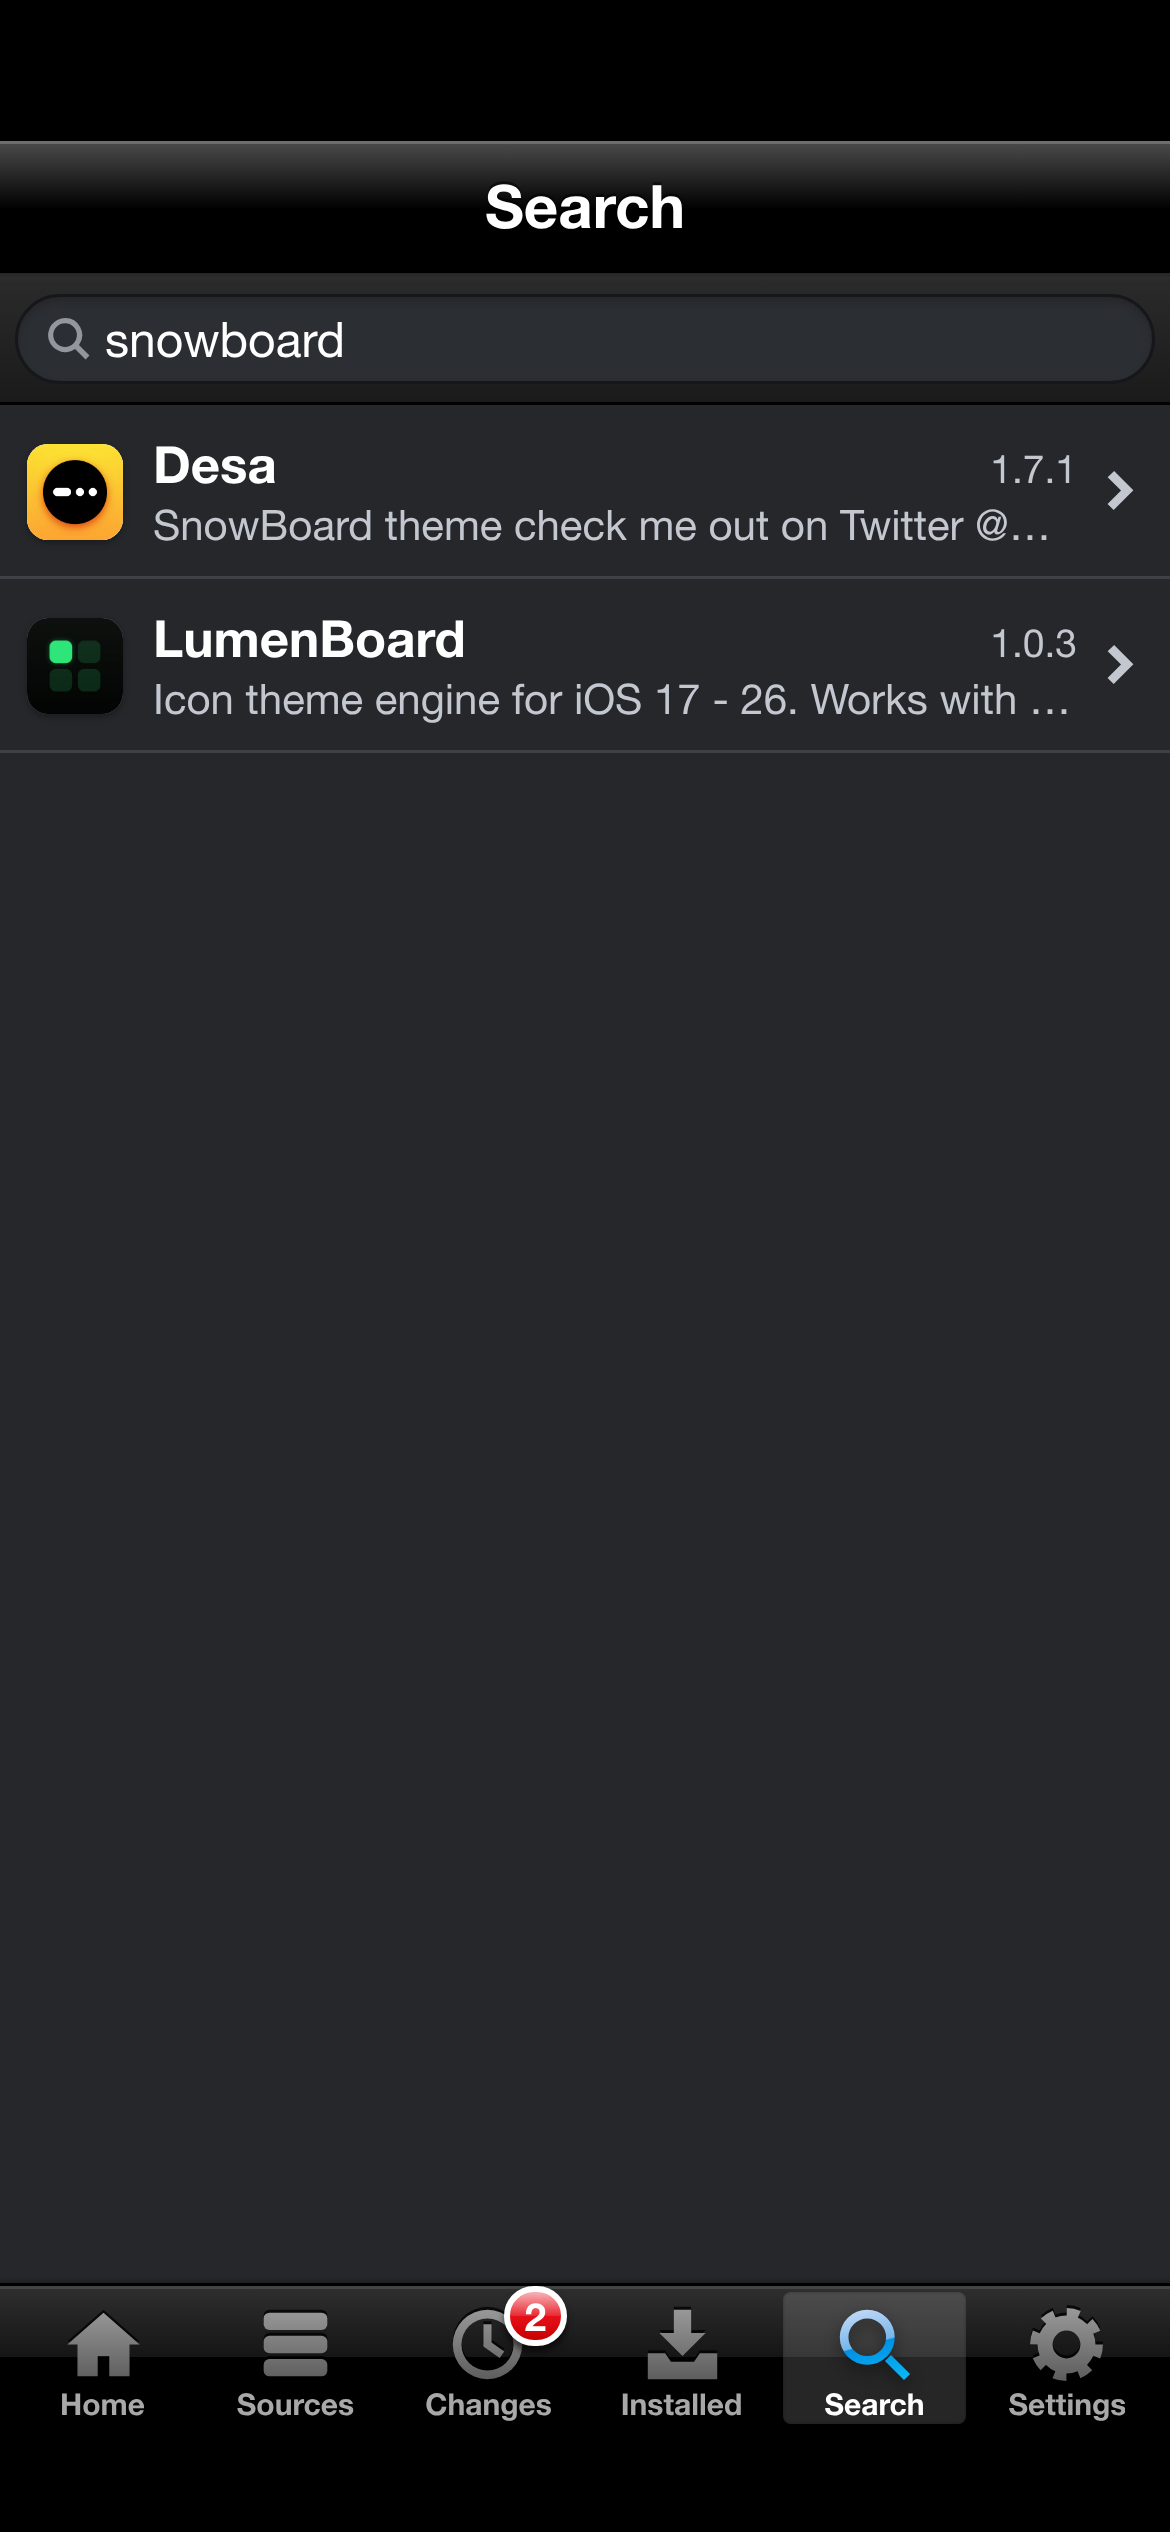 Search
snowboard
Desa
1.7.1
SnowBoard theme check me out on Twitter @...
LumenBoard
1.0.3
Icon theme engine for iOS 17 - 26. Works with ...
2
Home
Sources
Changes
Installed
Search
Settings